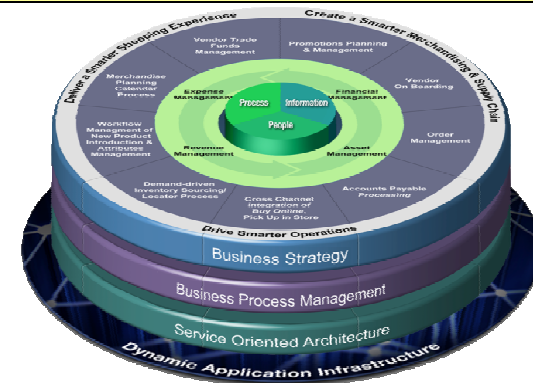 Deliver a Smarter Shopping Experience
Create a Smarter Merchandising & Supply Chain
Vendor Trade
Funds
Management
Promotions Planning
& Management
Merchandise
Planning
Calendar
Process
Vendor
On Boarding
Expense
Management
Financial
Management
Process
Information
People
Workflow
Managment of
New Product
Introduction &
Attributes
Management
Order
Management
Revenue
Management
Asset
Management
Demand-driven
Inventory Sourcing/
Locator Process
Cross Channel
Integration of
Buy Online,
Pick Up in Store
Accounts Payable
Processing
Drive Smarter Operations
Business Strategy
Business Process Management
Service Oriented Architecture
Dynamic Application Infrastructure